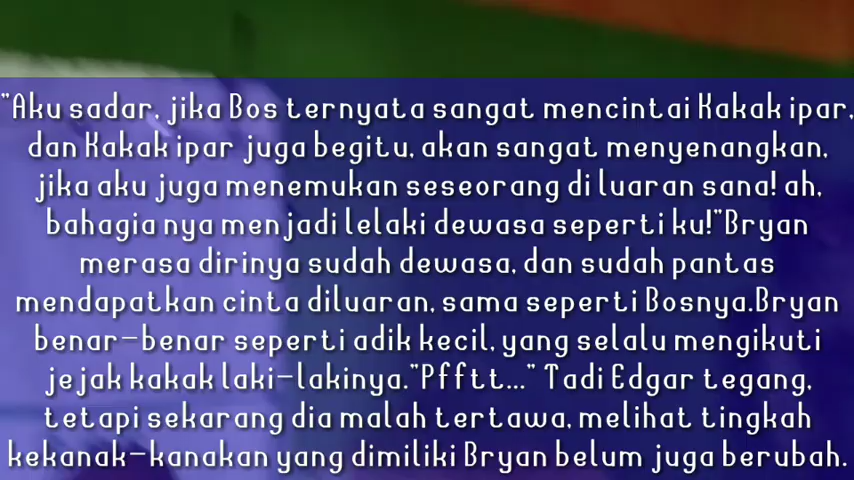 "Aku sadar, jika Bos ternyata sangat mencintai Kakak ipar,
dan Kakak ipar juga begitu, akan sangat menyenangkan,
jika aku juga menemukan seseorang di luaran sana! ah,
bahagia nya menjadi lelaki dewasa seperti ku!"Bryan
merasa dirinya sudah dewasa, dan sudah pantas
mendapatkan cinta diluaran, sama seperti Bosnya.Bryan
benar-benar seperti adik kecil, yang selalu mengikuti
jejak kakak laki-lakinya."Pfftt..." Tadi Edgar tegang,
tetapi sekarang dia malah tertawa, melihat tingkah
kekanak-kanakan yang dimiliki Bryan belum juga berubah.